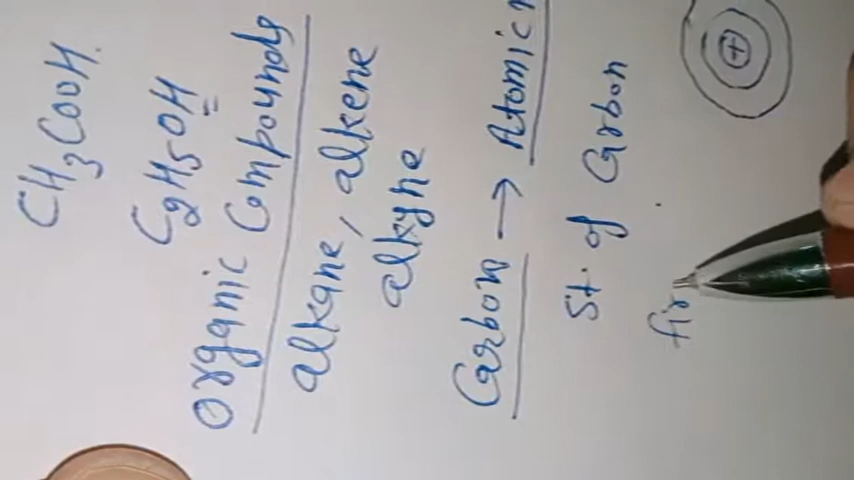 CH3COOH
C2H5OH
Organic Compounds
alkane, alkene
alkyne
Carbon → Atomic
St. of Carbon
+